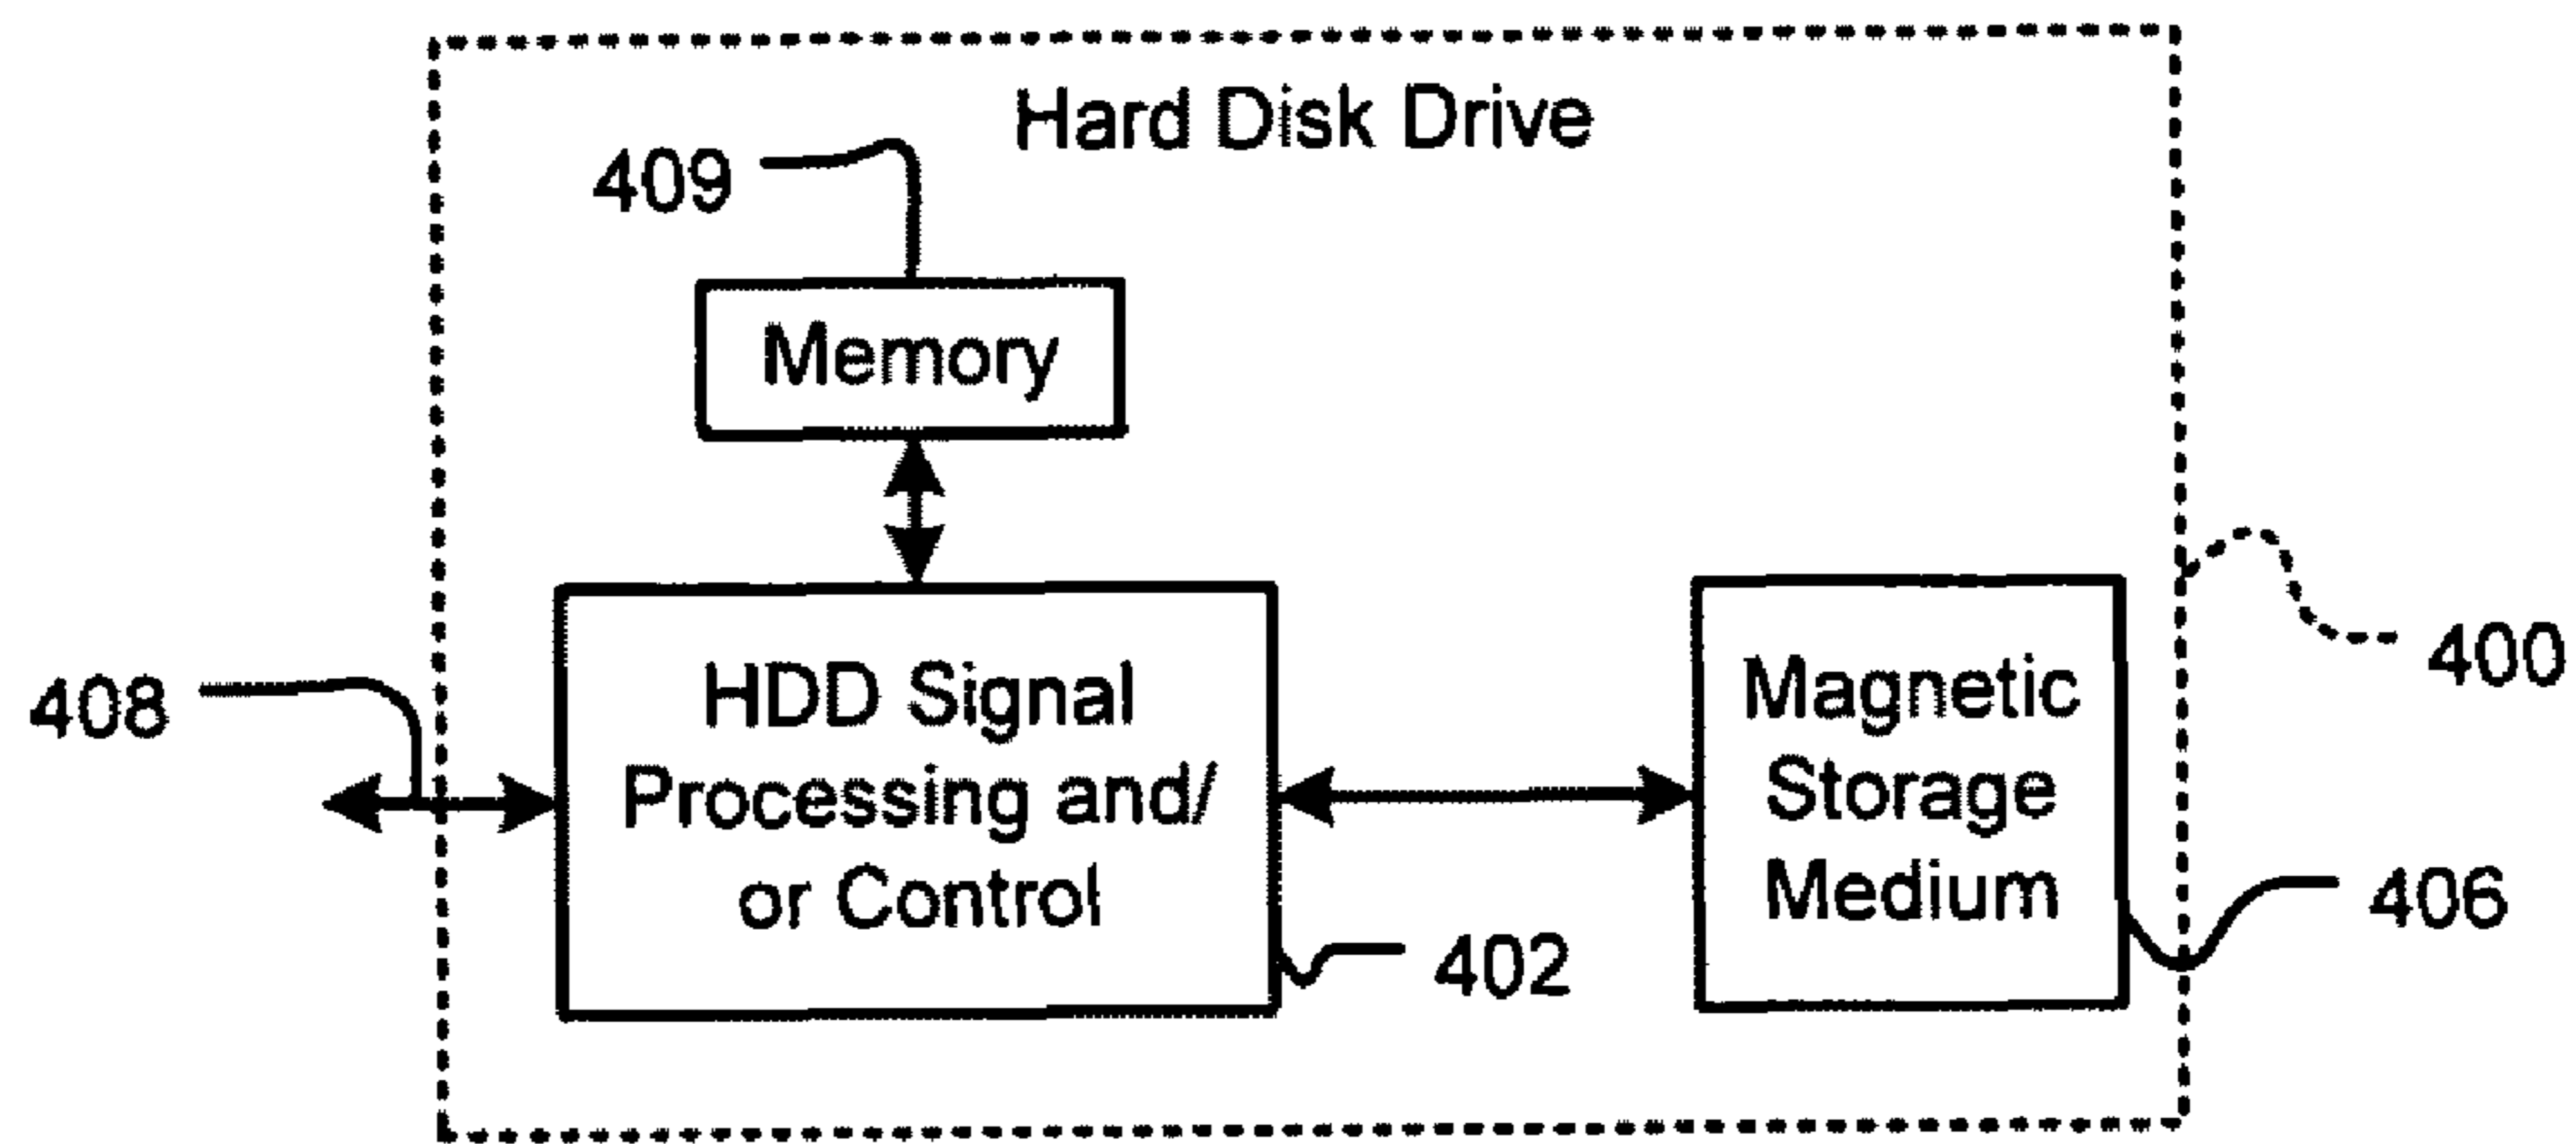 Hard Disk Drive
409
Memory
408
HDD Signal
Processing and/
or Control
402
Magnetic
Storage
Medium
400
406